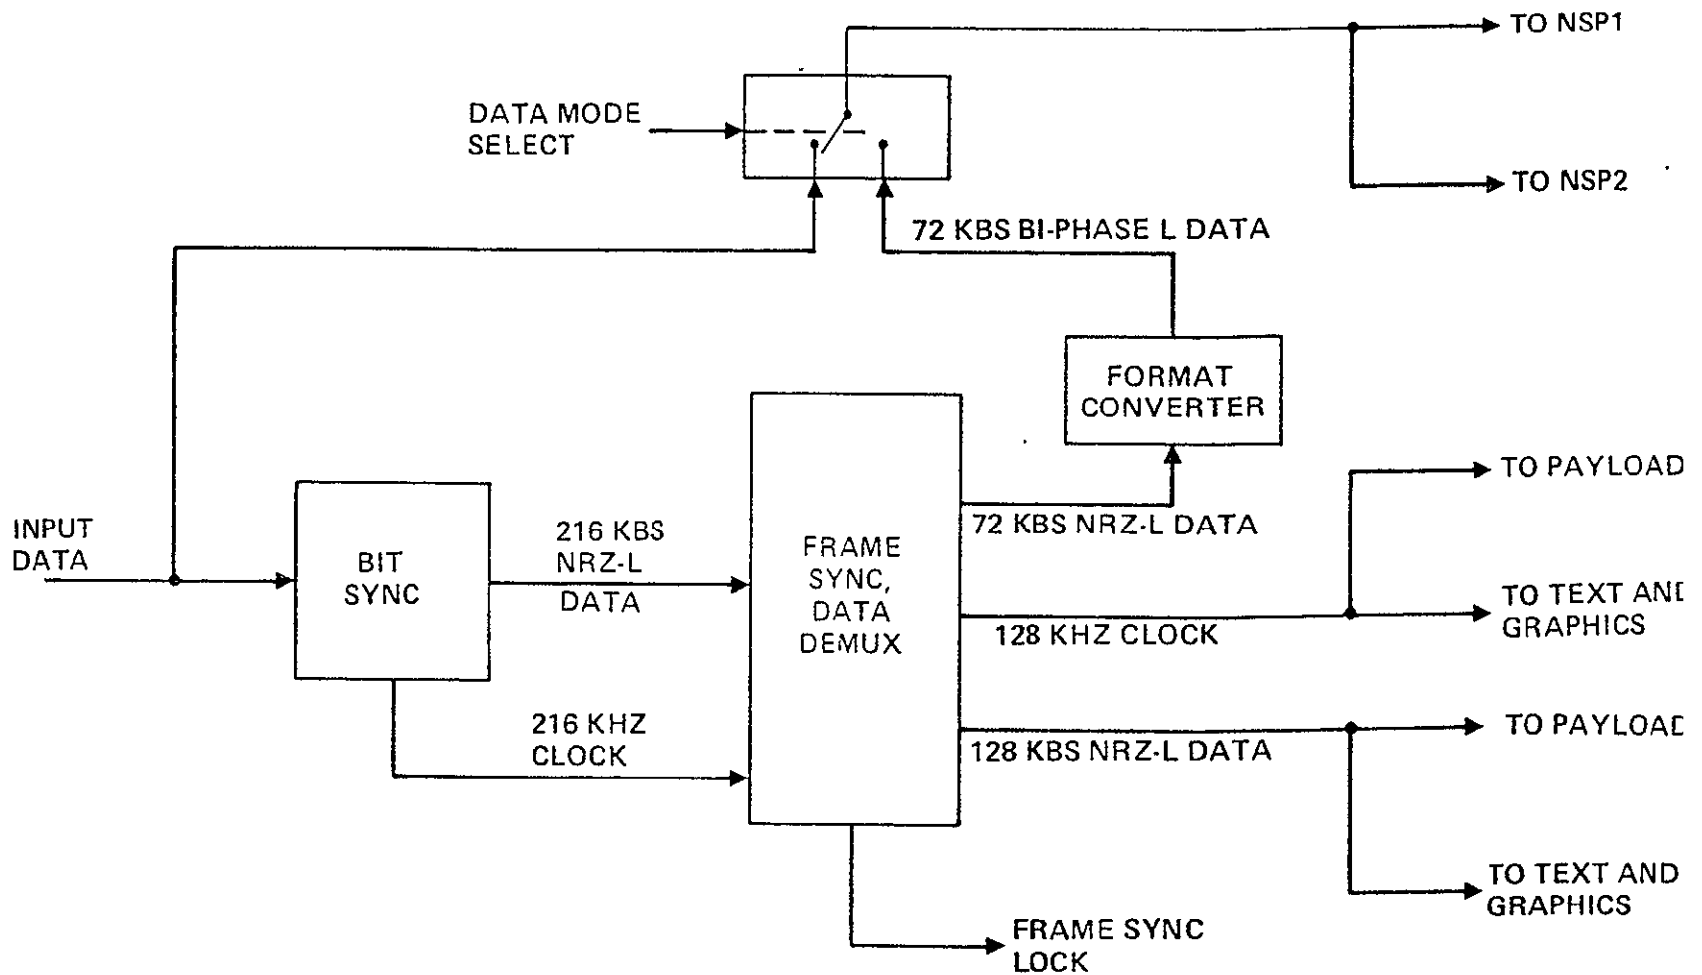 TO NSP1
DATA MODE
SELECT
TO NSP2
72 KBS BI-PHASE L DATA
FORMAT
CONVERTER
TO PAYLOAD
INPUT
DATA
BIT
SYNC
216 KBS
NRZ-L
DATA
FRAME
SYNC,
DATA
DEMUX
72 KBS NRZ-L DATA
TO TEXT AND
GRAPHICS
128 KHZ CLOCK
216 KHZ
CLOCK
TO PAYLOAD
128 KBS NRZ-L DATA
TO TEXT AND
GRAPHICS
FRAME SYNC
LOCK